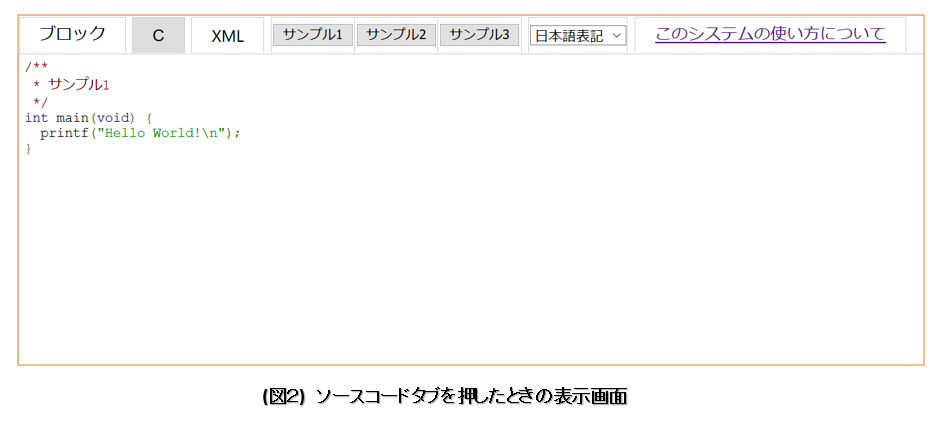 ブロック C XML サンプル1 サンプル2 サンプル3 日本語表記 このシステムの使い方について
/**
* サンプル1
*/
int main(void) {
printf("Hello World!\n");
}
(図2) ソースコードタブを押したときの表示画面